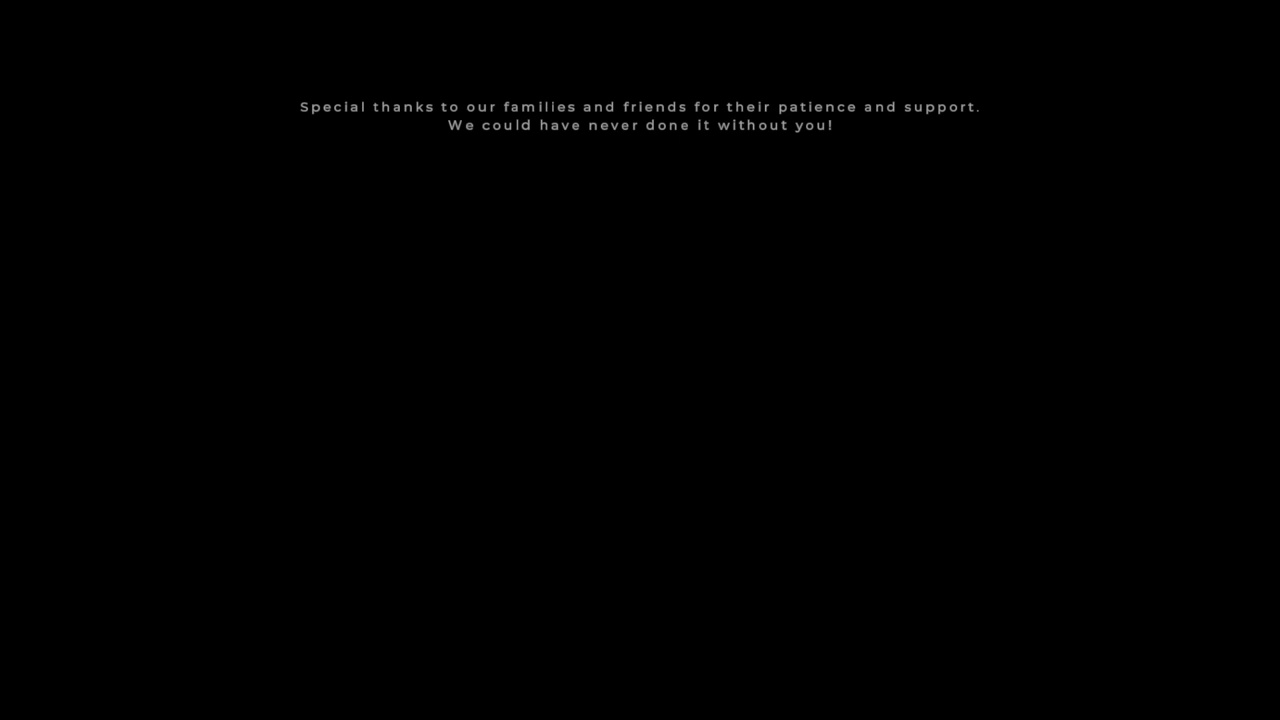 Special thanks to our families and friends for their patience and support.
We could have never done it without you!